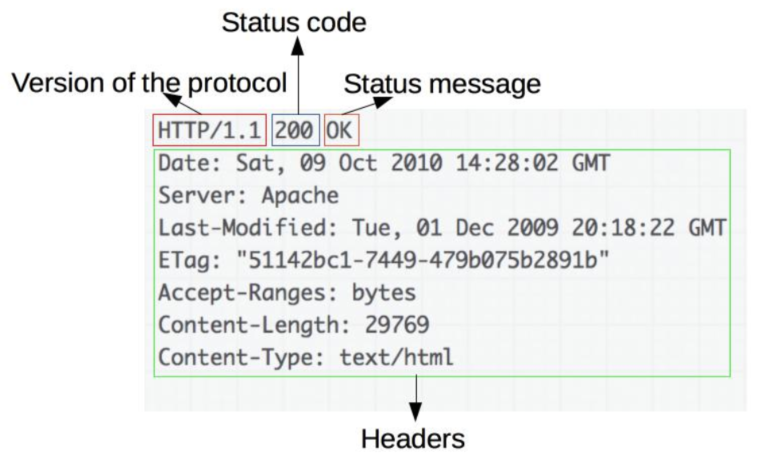 Status code
Version of the protocol
Status message
HTTP/1.1 200 OK
Date: Sat, 09 Oct 2010 14:28:02 GMT
Server: Apache
Last-Modified: Tue, 01 Dec 2009 20:18:22 GMT
ETag: "51142bc1-7449-479b075b2891b"
Accept-Ranges: bytes
Content-Length: 29769
Content-Type: text/html
Headers